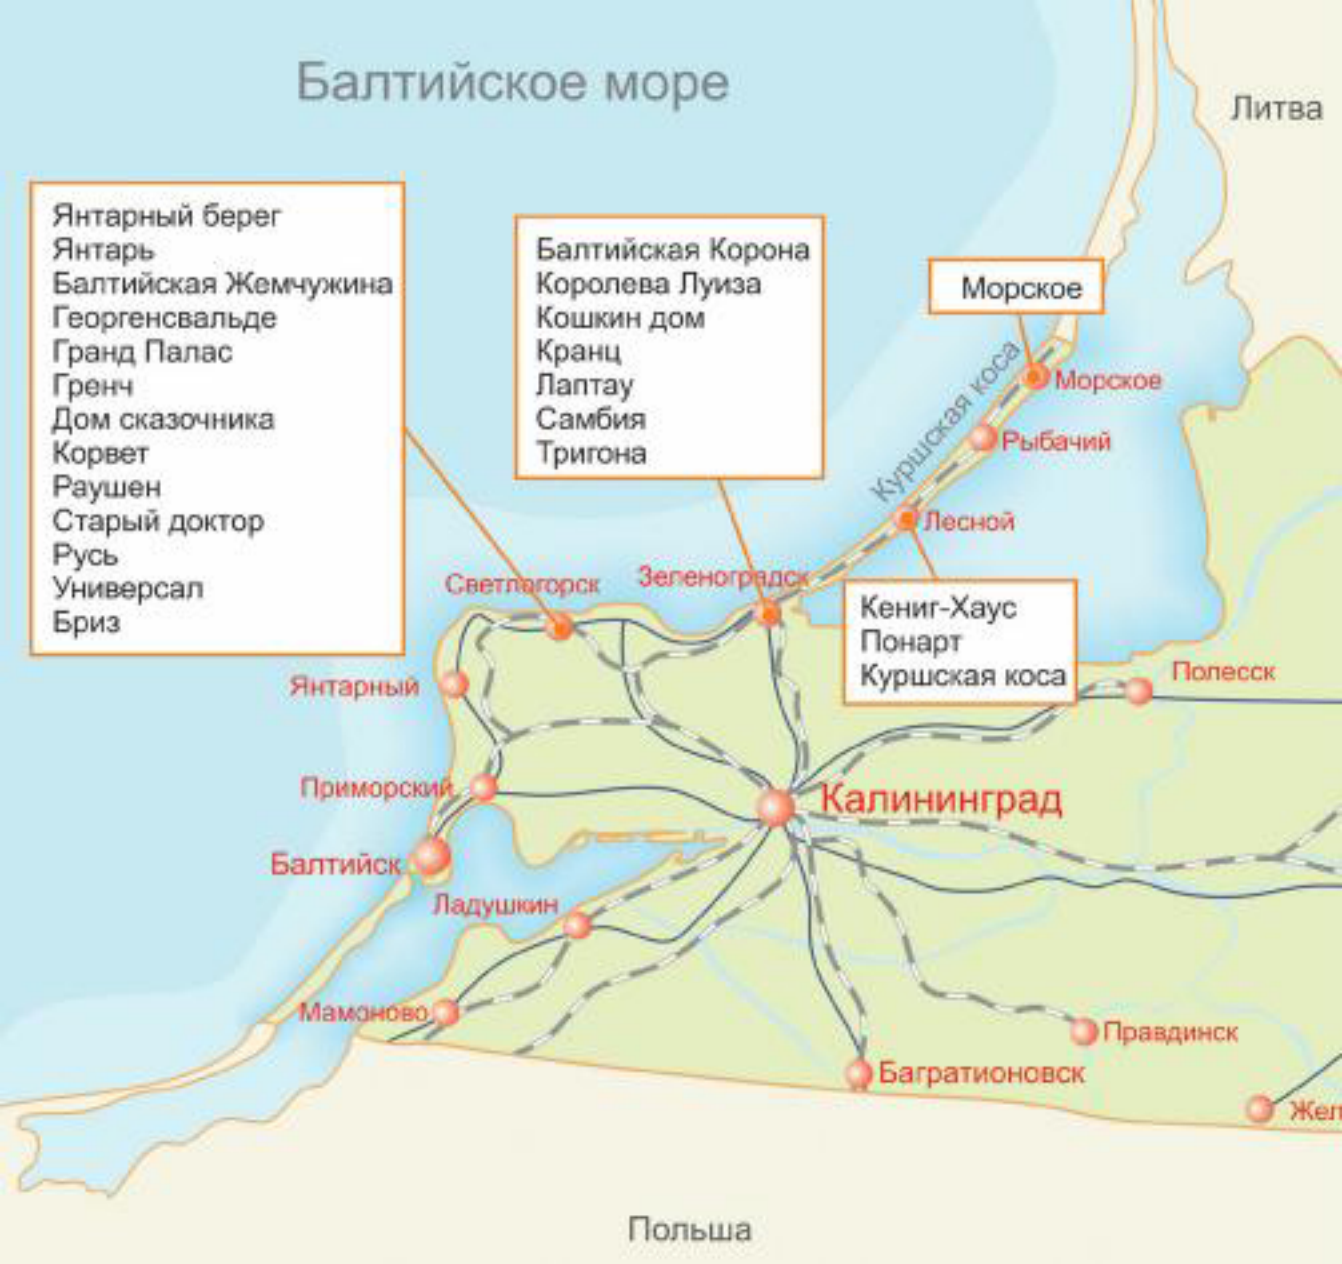 Балтийское море
Литва
Янтарный берег
Янтарь
Балтийская Жемчужина
Георгенсвальде
Гранд Палас
Гренч
Дом сказочника
Корвет
Раушен
Старый доктор
Русь
Универсал
Бриз
Балтийская Корона
Королева Луиза
Кошкин дом
Кранц
Лаптау
Самбия
Тригона
Морское
Куршская коса
Морское
Рыбачий
Лесной
Светлогорск
Зеленоградск
Кениг-Хаус
Понарт
Куршская коса
Полесск
Янтарный
Приморский
Калининград
Балтийск
Ладушкин
Мамоново
Правдинск
Багратионовск
Жел
Польша